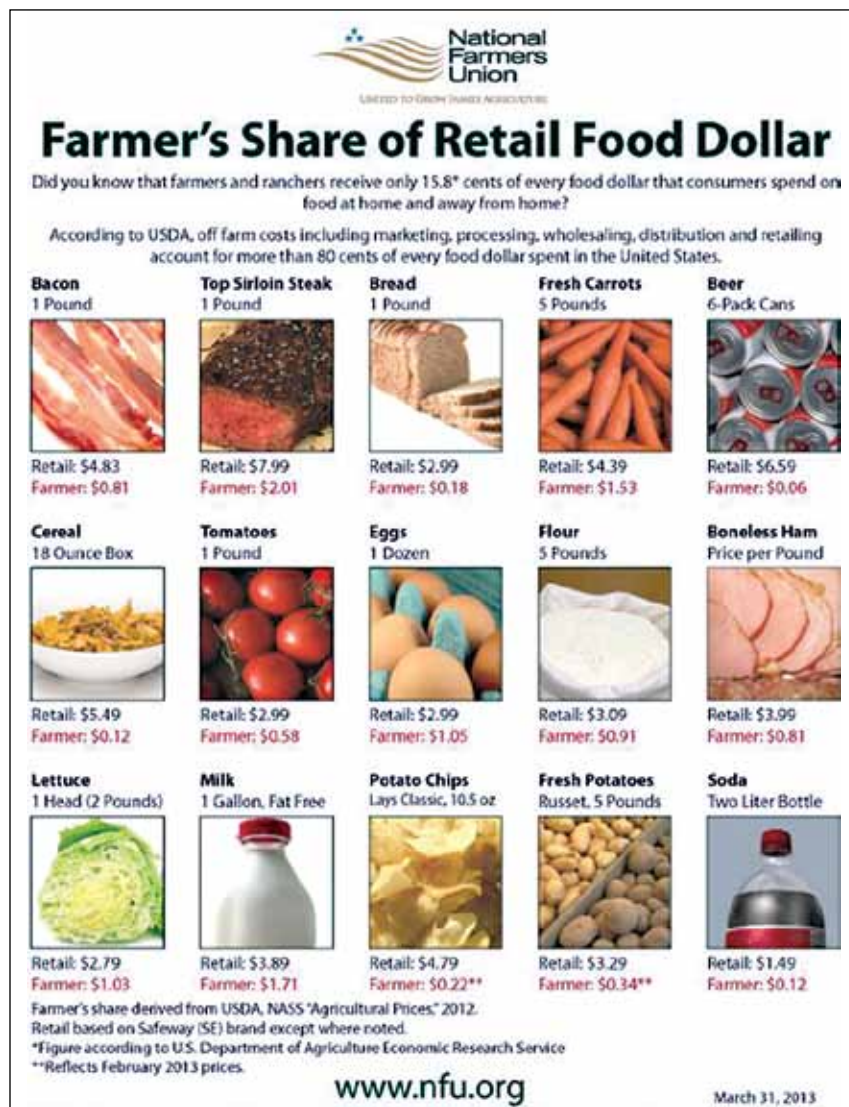 National
Farmers
Union
UNITED TO GROW FAMILY AGRICULTURE
Farmer's Share of Retail Food Dollar
Did you know that farmers and ranchers receive only 15.8* cents of every food dollar that consumers spend on
food at home and away from home?
According to USDA, off farm costs including marketing, processing, wholesaling, distribution and retailing
account for more than 80 cents of every food dollar spent in the United States.
Bacon
1 Pound
Retail: $4.83
Farmer: $0.81
Top Sirloin Steak
1 Pound
Retail: $7.99
Farmer: $2.01
Bread
1 Pound
Retail: $2.99
Farmer: $0.18
Fresh Carrots
5 Pounds
Retail: $4.39
Farmer: $1.53
Beer
6-Pack Cans
Retail: $6.59
Farmer: $0.06
Cereal
18 Ounce Box
Retail: $5.49
Farmer: $0.12
Tomatoes
1 Pound
Retail: $2.99
Farmer: $0.58
Eggs
1 Dozen
Retail: $2.99
Farmer: $1.05
Flour
5 Pounds
Retail: $3.09
Farmer: $0.91
Boneless Ham
Price per Pound
Retail: $3.99
Farmer: $0.81
Lettuce
1 Head (2 Pounds)
Retail: $2.79
Farmer: $1.03
Milk
1 Gallon, Fat Free
Retail: $3.89
Farmer: $1.71
Potato Chips
Lays Classic, 10.5 oz
Retail: $4.79
Farmer: $0.22**
Fresh Potatoes
Russet, 5 Pounds
Retail: $3.29
Farmer: $0.34**
Soda
Two Liter Bottle
Retail: $1.49
Farmer: $0.12
Farmer's share derived from USDA, NASS "Agricultural Prices," 2012.
Retail based on Safeway (SE) brand except where noted.
*Figure according to U.S. Department of Agriculture Economic Research Service
**Reflects February 2013 prices.
www.nfu.org
March 31, 2013